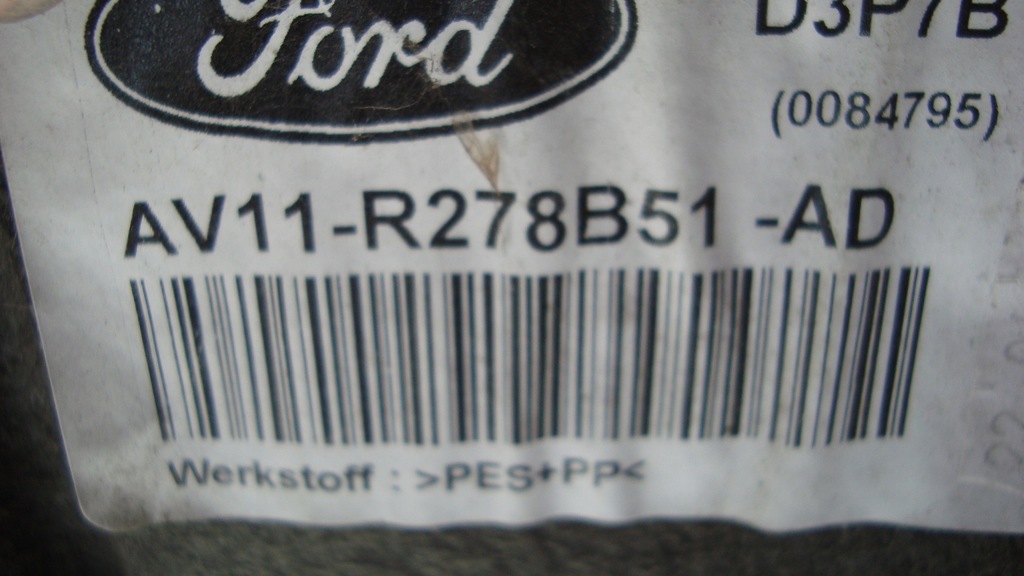 Ford
D3P7B
(0084795)
AV11-R278B51 -AD
Werkstoff : >PES+PP<